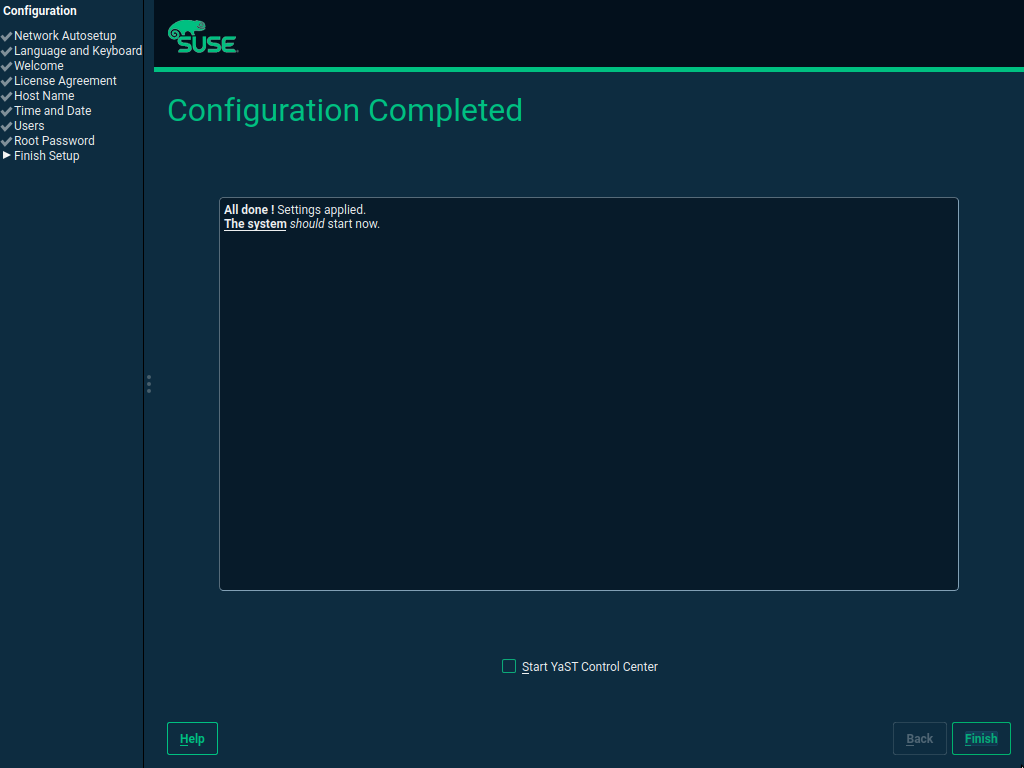 Configuration
Network Autosetup
Language and Keyboard
Welcome
License Agreement
Host Name
Time and Date
Users
Root Password
Finish Setup
SUSE
Configuration Completed
All done ! Settings applied.
The system should start now.
Start YaST Control Center
Help
Back
Finish